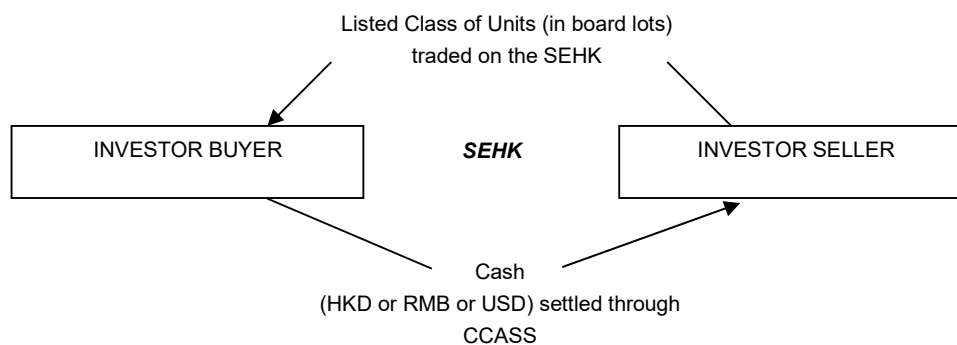 Listed Class of Units (in board lots)
traded on the SEHK
INVESTOR BUYER
SEHK
INVESTOR SELLER
Cash
(HKD or RMB or USD) settled through
CCASS